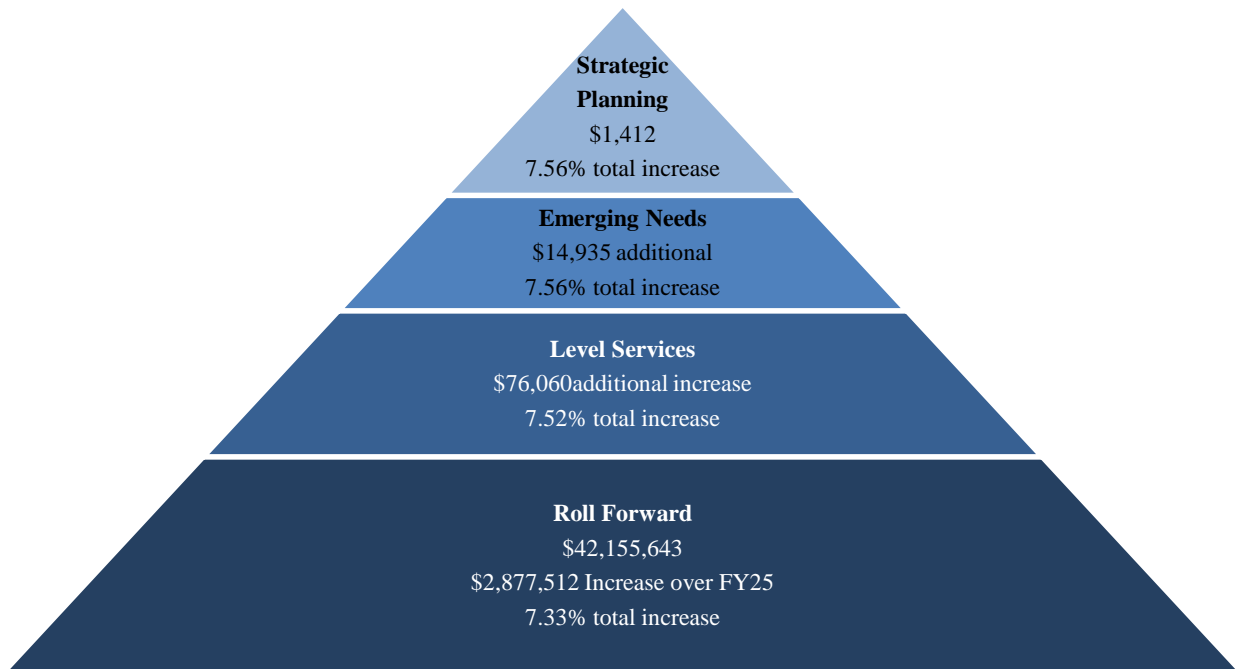 Strategic
Planning
$1,412
7.56% total increase
Emerging Needs
$14,935 additional
7.56% total increase
Level Services
$76,060additional increase
7.52% total increase
Roll Forward
$42,155,643
$2,877,512 Increase over FY25
7.33% total increase